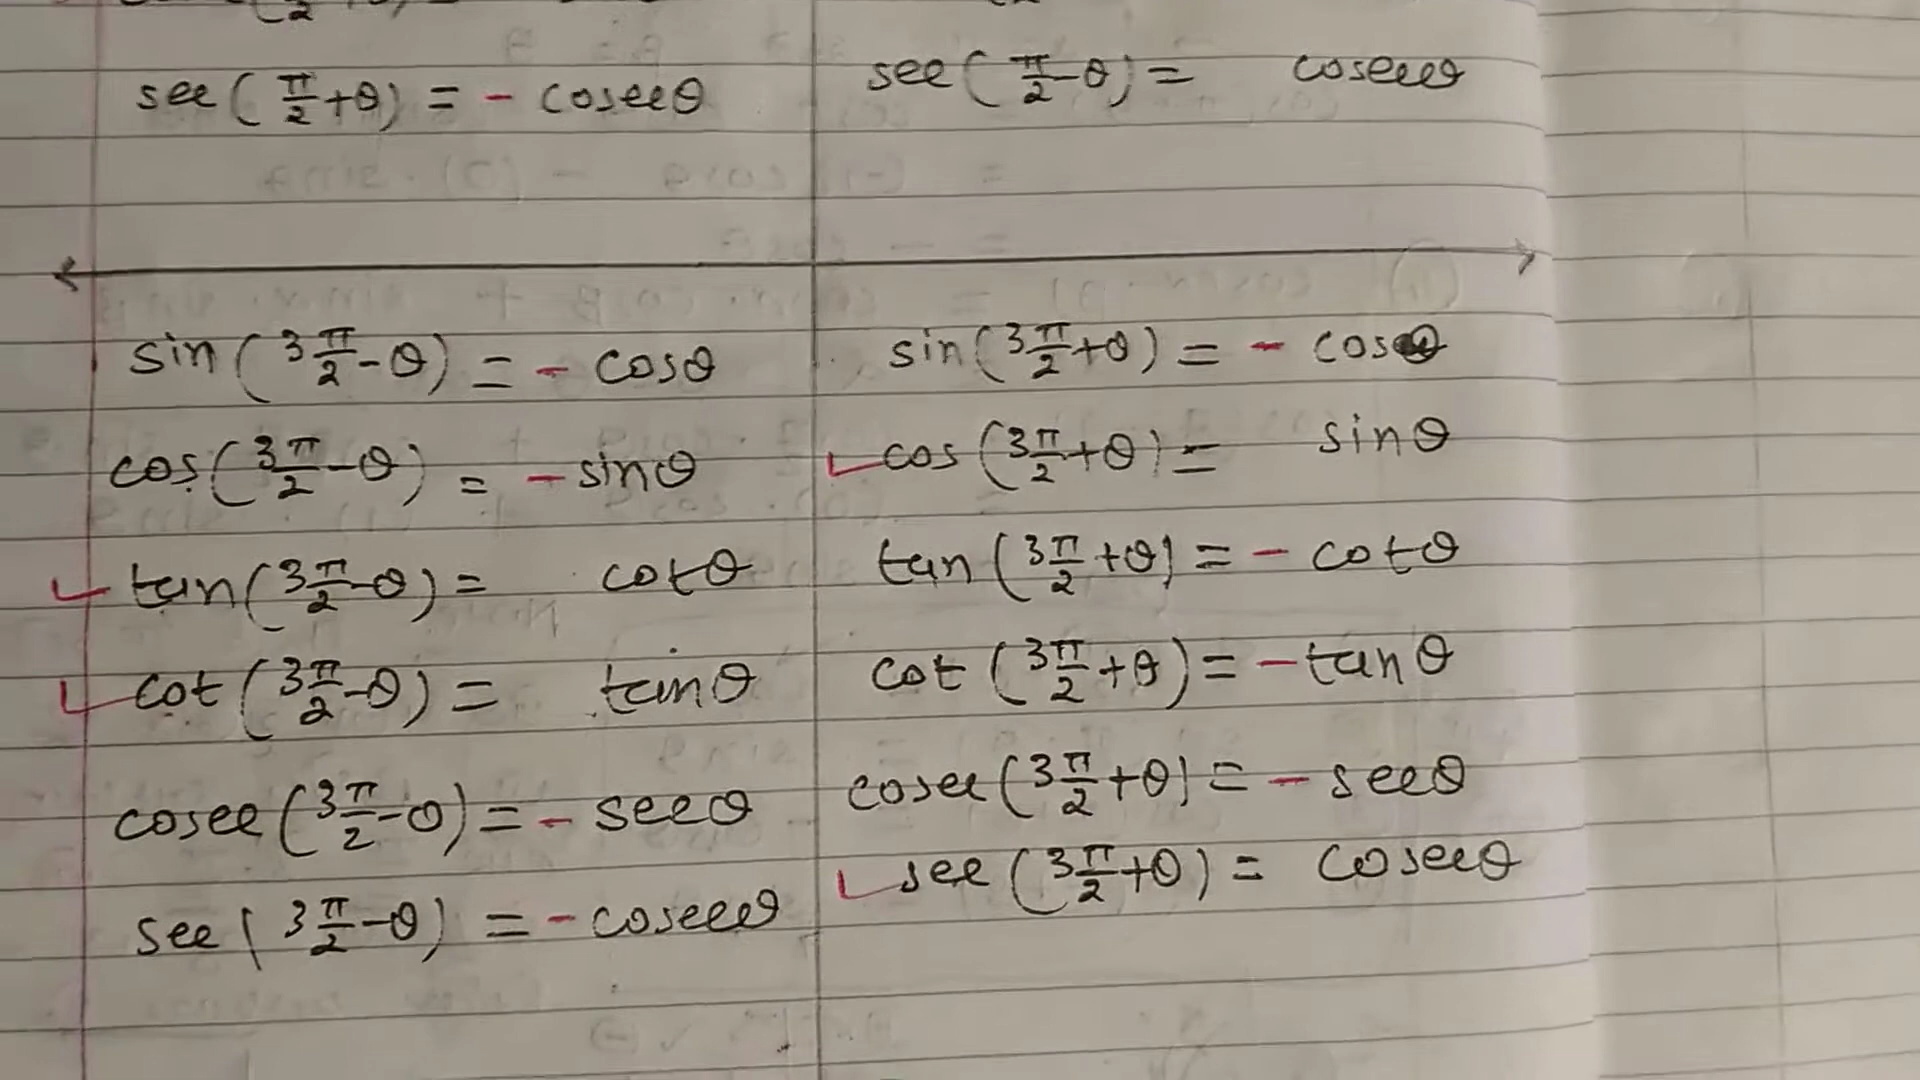 sec(π/2+θ) = - cosecθ
sec(π/2-θ) = cosecθ
sin(3π/2-θ) = - cosθ
cos(3π/2-θ) = - sinθ
tan(3π/2-θ) = cotθ
cot(3π/2-θ) = tanθ
cosec(3π/2-θ) = - secθ
sec(3π/2-θ) = - cosecθ
sin(3π/2+θ) = - cosθ
cos(3π/2+θ) = sinθ
tan(3π/2+θ) = - cotθ
cot(3π/2+θ) = - tanθ
cosec(3π/2+θ) = - secθ
sec(3π/2+θ) = cosecθ